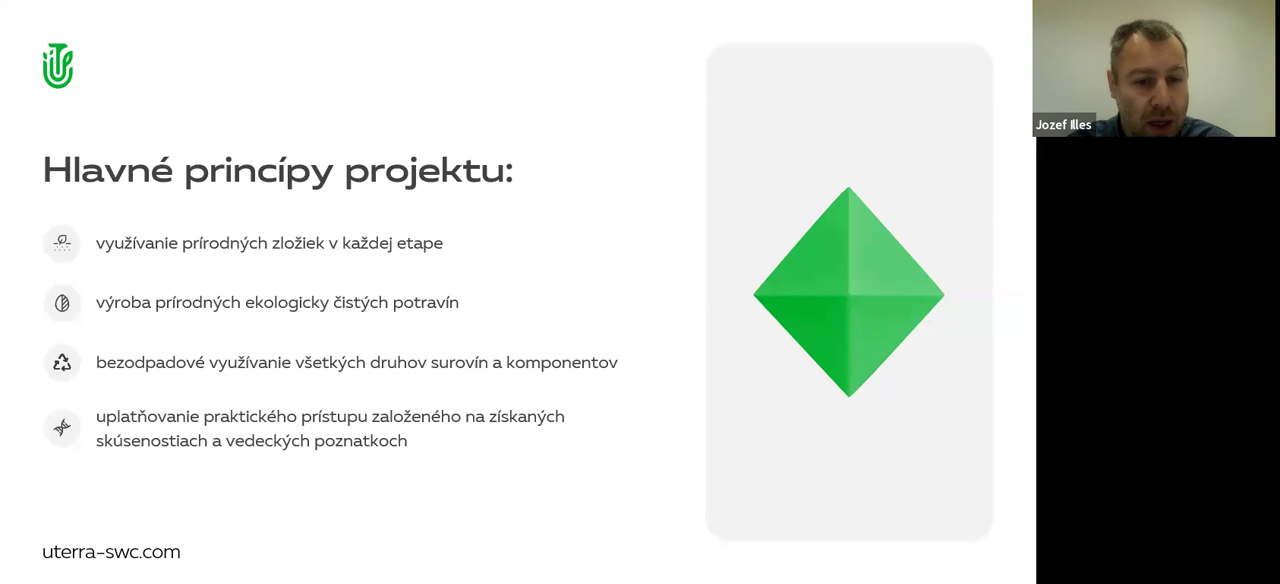 Hlavné princípy projektu:
využívanie prírodných zložiek v každej etape
výroba prírodných ekologicky čistých potravín
bezodpadové využívanie všetkých druhov surovín a komponentov
uplatňovanie praktického prístupu založeného na získaných
skúsenostiach a vedeckých poznatkoch
uterra-swc.com
Jozef Illes